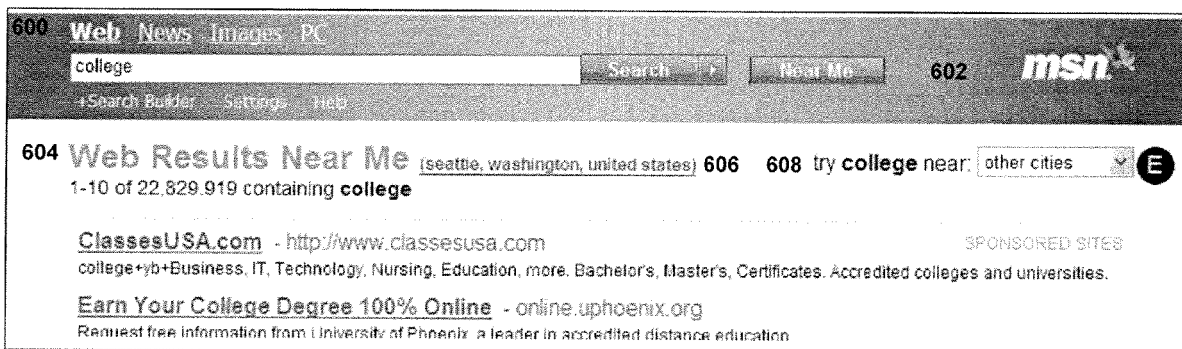 600 Web News Images PC
college Search Near Me 602 msn
+Search Builder Settings Help
604 Web Results Near Me (seattle, washington, united states) 606 608 try college near: other cities E
1-10 of 22,829,919 containing college
ClassesUSA.com - http://www.classesusa.com SPONSORED SITES
college+yb+Business, IT, Technology, Nursing, Education, more. Bachelor's, Master's, Certificates. Accredited colleges and universities.
Earn Your College Degree 100% Online - online.uphoenix.org
Request free information from University of Phoenix, a leader in accredited distance education